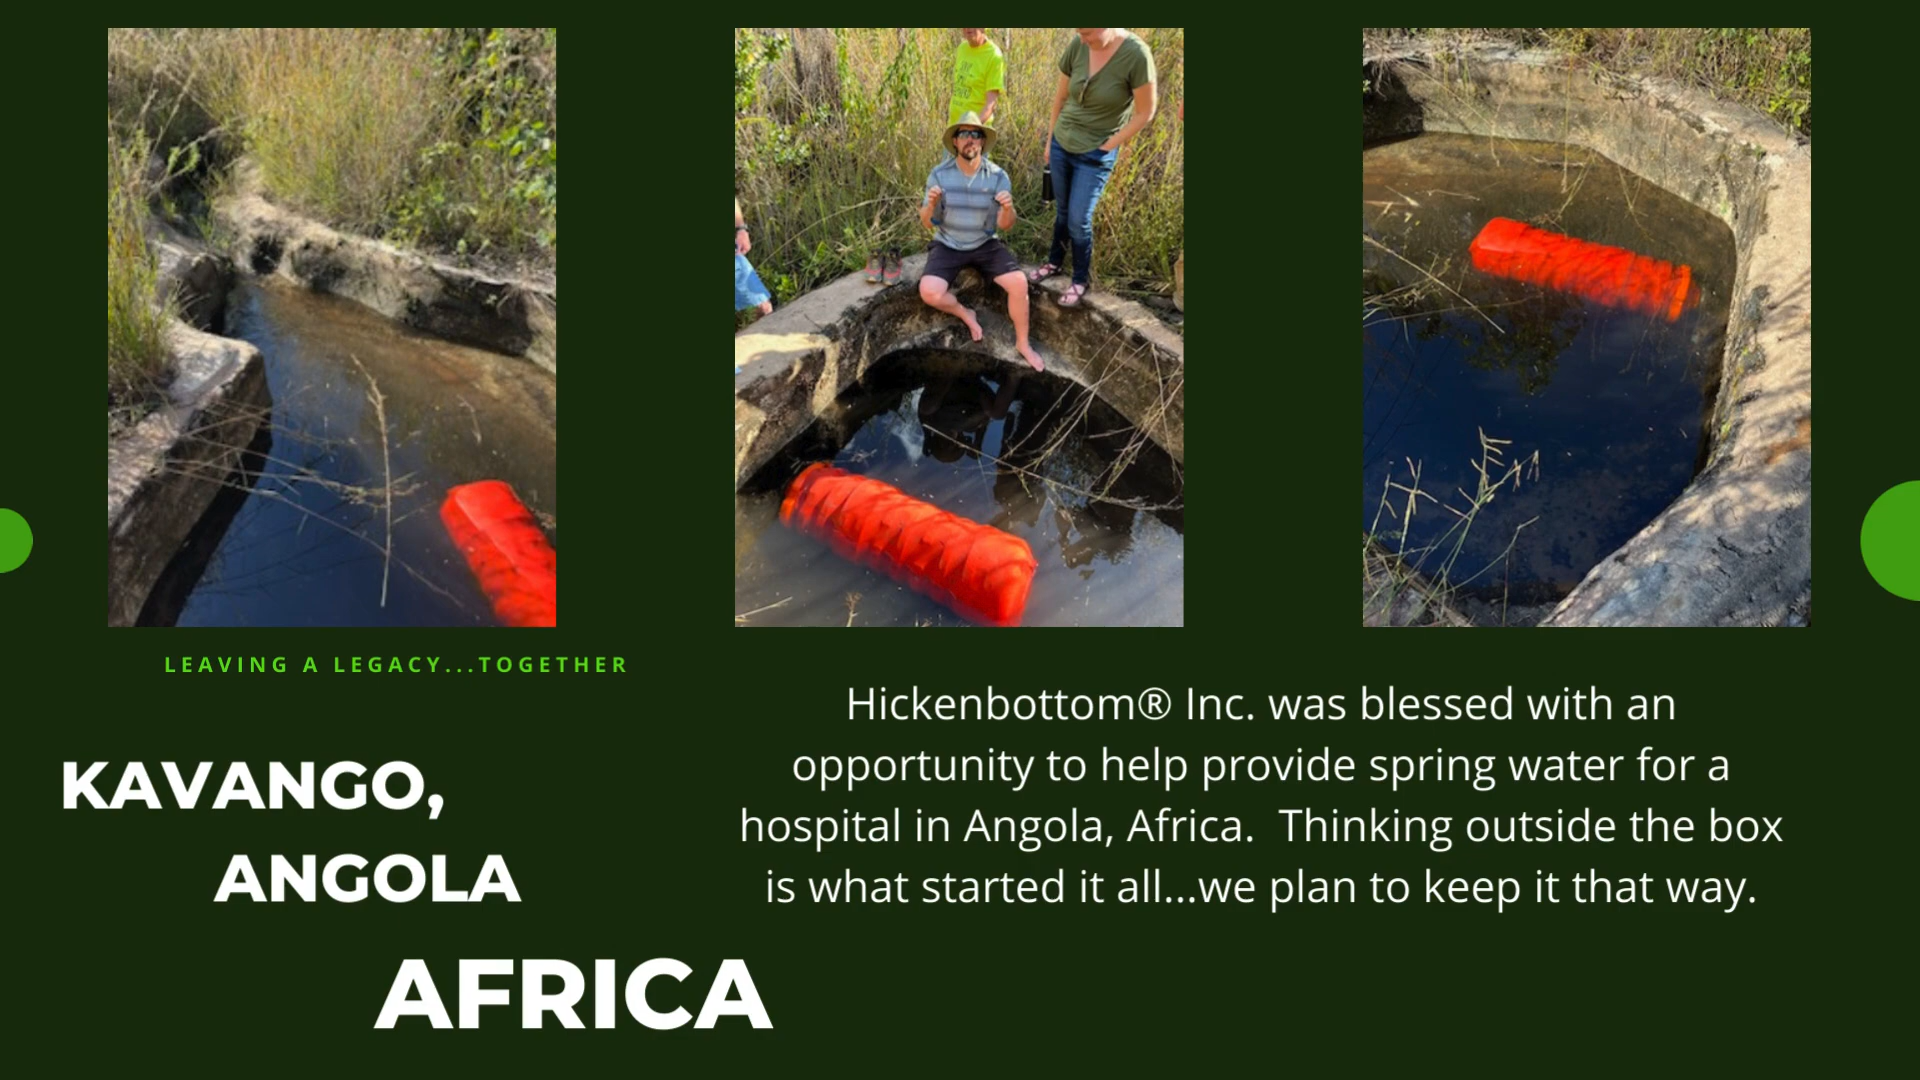 LEAVING A LEGACY...TOGETHER
KAVANGO,
ANGOLA
AFRICA
Hickenbottom® Inc. was blessed with an
opportunity to help provide spring water for a
hospital in Angola, Africa.  Thinking outside the box
is what started it all...we plan to keep it that way.